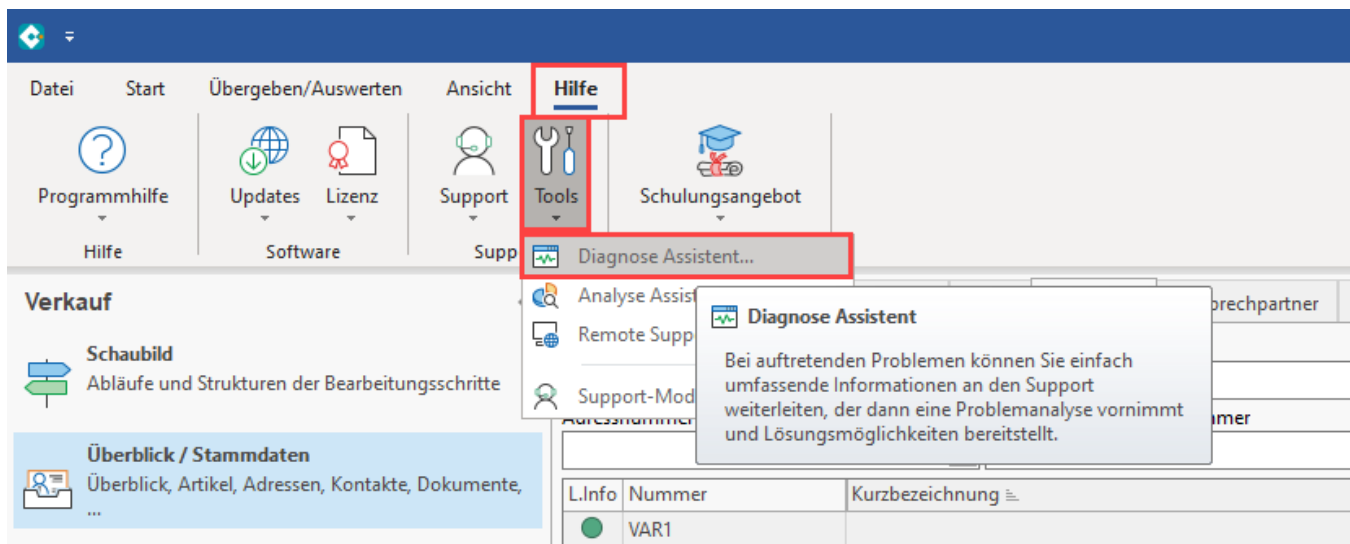 Datei Start Übergeben/Auswerten Ansicht Hilfe
Programmhilfe Updates Lizenz Support Tools Schulungsangebot
Hilfe Software Supp
Diagnose Assistent...
Verkauf
Analyse Assist
Diagnose Assistent
Remote Supp
Bei auftretenden Problemen können Sie einfach
umfassende Informationen an den Support
weiterleiten, der dann eine Problemanalyse vornimmt
und Lösungsmöglichkeiten bereitstellt.
Support-Mod
prechpartner
Schaubild
Abläufe und Strukturen der Bearbeitungsschritte
Überblick / Stammdaten
Überblick, Artikel, Adressen, Kontakte, Dokumente,
...
Adressnummer
L.Info Nummer Kurzbezeichnung
VAR1